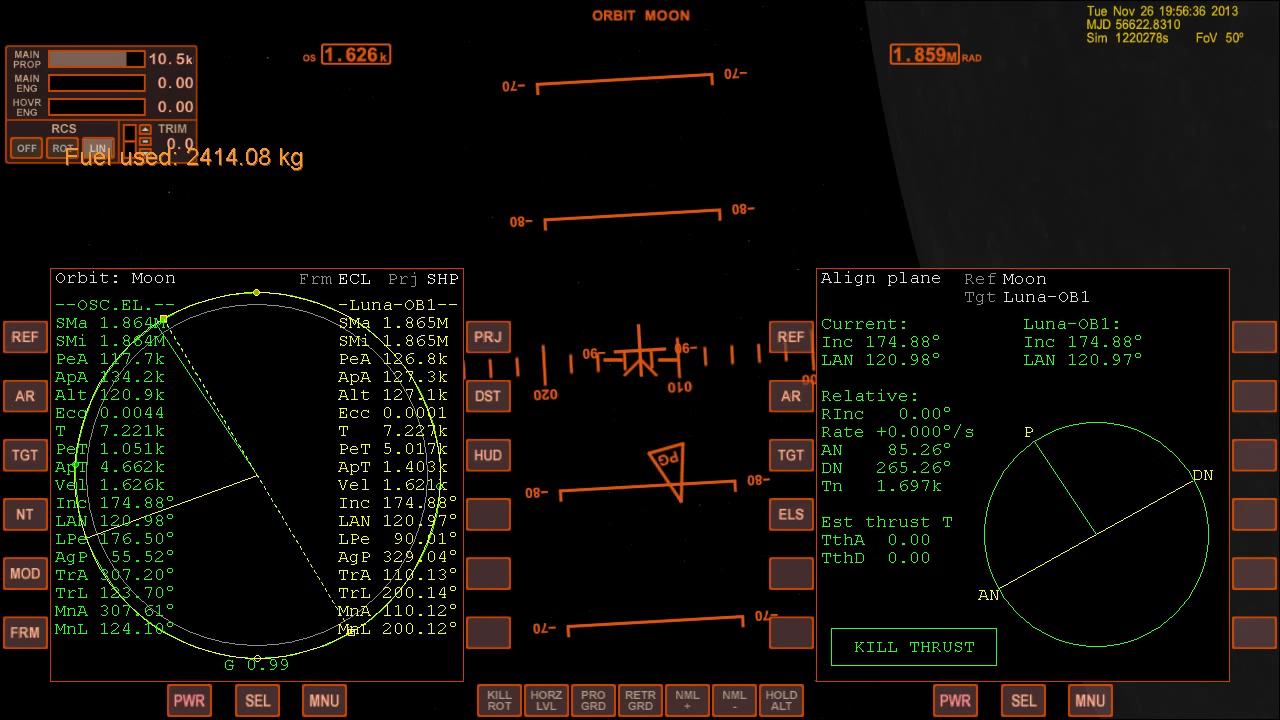 ORBIT MOON
Tue Nov 26 19:56:36 2013
MJD 56622.8310
Sim 1220278s FoV 50°
MAIN PROP 10.5k
MAIN ENG 0.00
HOVR ENG 0.00
RCS TRIM
OFF ROT LIN 0.0
Fuel used: 2414.08 kg
OS 1.626k
1.859M RAD
-70- -70-
-80- -80-
Orbit: Moon Frm ECL Prj SHP
--OSC.EL.-- -Luna-OB1--
SMa 1.864M SMa 1.865M
SMi 1.864M SMi 1.865M
PeA 117.7k PeA 126.8k
ApA 134.2k ApA 127.3k
Alt 120.9k Alt 127.1k
Ecc 0.0044 Ecc 0.0001
T 7.221k T 7.227k
PeT 1.051k PeT 5.017k
ApT 4.662k ApT 1.403k
Vel 1.626k Vel 1.621k
Inc 174.88° Inc 174.88°
LAN 120.98° LAN 120.97°
LPe 176.50° LPe 90.01°
AgP 55.52° AgP 329.04°
TrA 307.20° TrA 110.13°
TrL 123.70° TrL 200.14°
MnA 307.61° MnA 110.12°
MnL 124.10° MnL 200.12°
G 0.99
REF
AR
TGT
NT
MOD
FRM
PRJ
DST
HUD
90- 90-
020 010
PG
-80- -80-
-70- -70-
REF
AR
TGT
ELS
Align plane Ref Moon
Tgt Luna-OB1
Current: Luna-OB1:
Inc 174.88° Inc 174.88°
LAN 120.98° LAN 120.97°
Relative:
RInc 0.00°
Rate +0.000°/s
AN 85.26°
DN 265.26°
Tn 1.697k
Est thrust T
TthA 0.00
TthD 0.00
P
DN
AN
KILL THRUST
PWR SEL MNU
KILL ROT
HORZ LVL
PRO GRD
RETR GRD
NML +
NML -
HOLD ALT
PWR SEL MNU